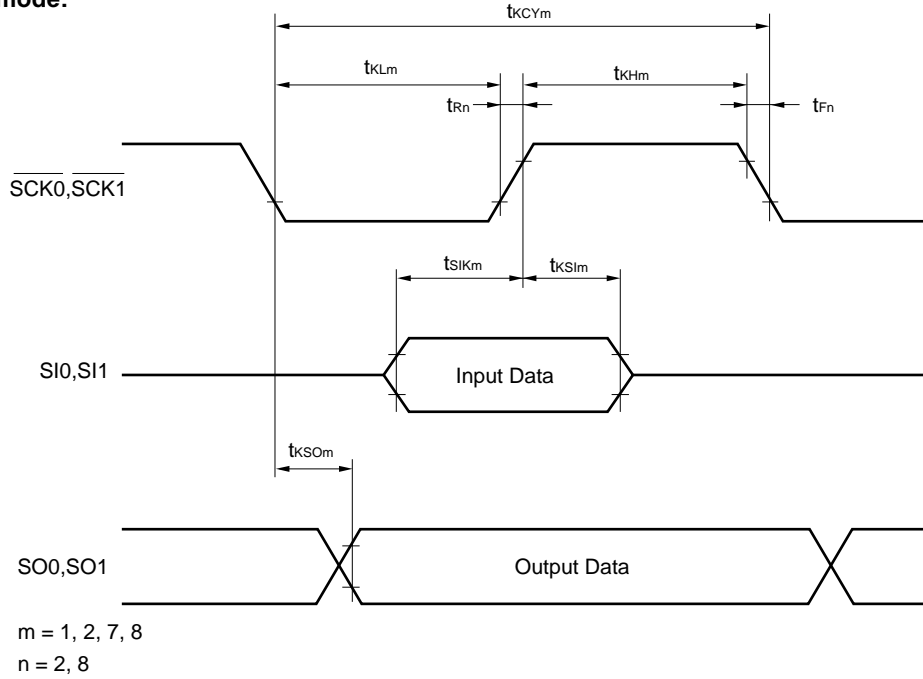 mode:
tKCYm
tKLm
tKHm
tRn
tFn
SCK0,SCK1
tSIKm
tKSIm
SI0,SI1
Input Data
tKSOm
SO0,SO1
Output Data
m = 1, 2, 7, 8
n = 2, 8